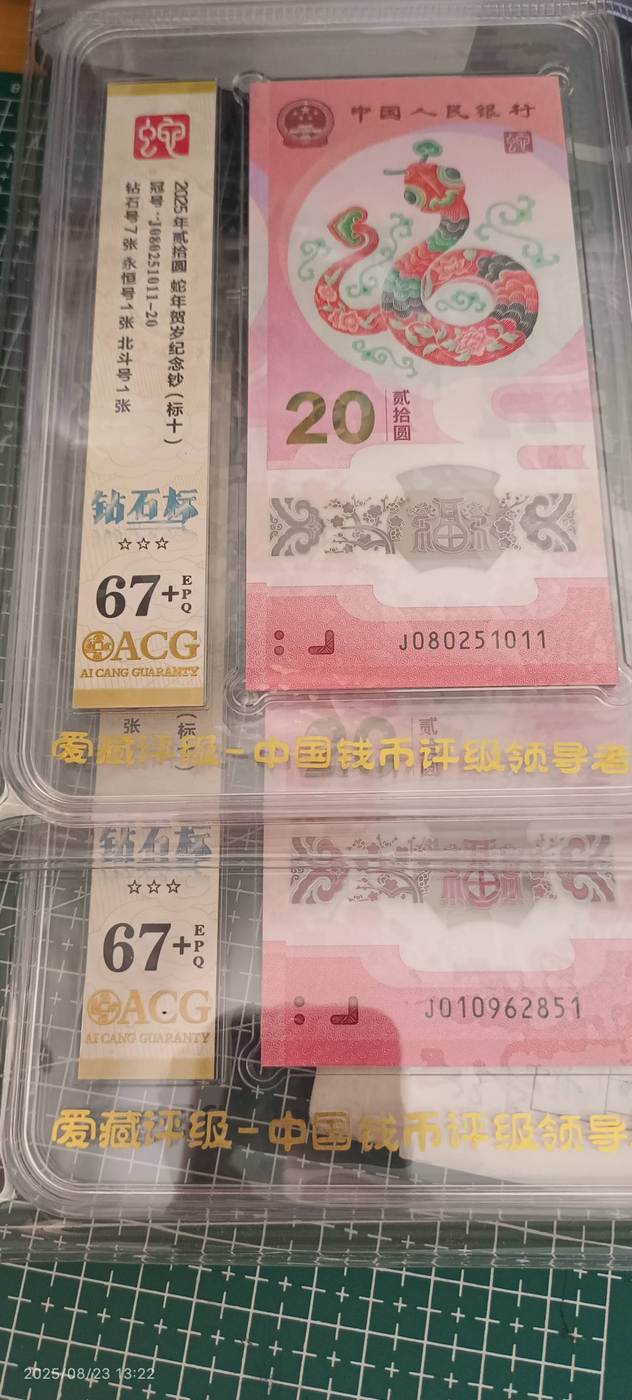 蛇
2025年贰拾圆 蛇年贺岁纪念钞(标十)
冠号:J080251011-20
钻石号7张 永恒号1张 北斗号1张
钻石标
☆☆☆
67+EPQ
ACG
AI CANG GUARANTY
中国人民银行
20
贰拾圆
福
J080251011
爱藏评级-中国钱币评级领导者
张
(标
贰
钻石标
☆☆☆
67+EPQ
ACG
AI CANG GUARANTY
福
J010962851
爱藏评级-中国钱币评级领导
2025/08/23 13:22